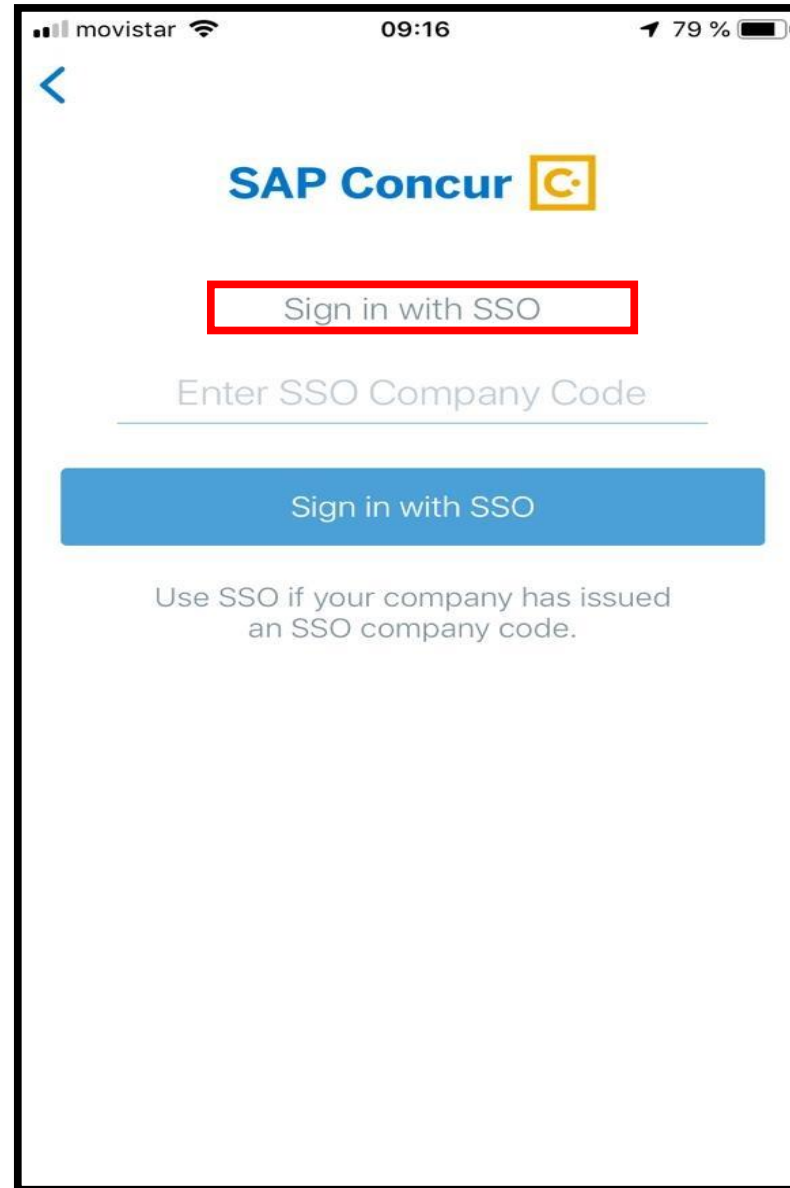 movistar 09:16 79 %
SAP Concur C.
Sign in with SSO
Enter SSO Company Code
Sign in with SSO
Use SSO if your company has issued
an SSO company code.